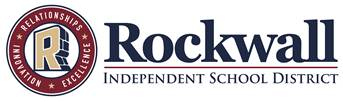 RELATIONSHIPS
INNOVATION
EXCELLENCE
R
Rockwall
INDEPENDENT SCHOOL DISTRICT